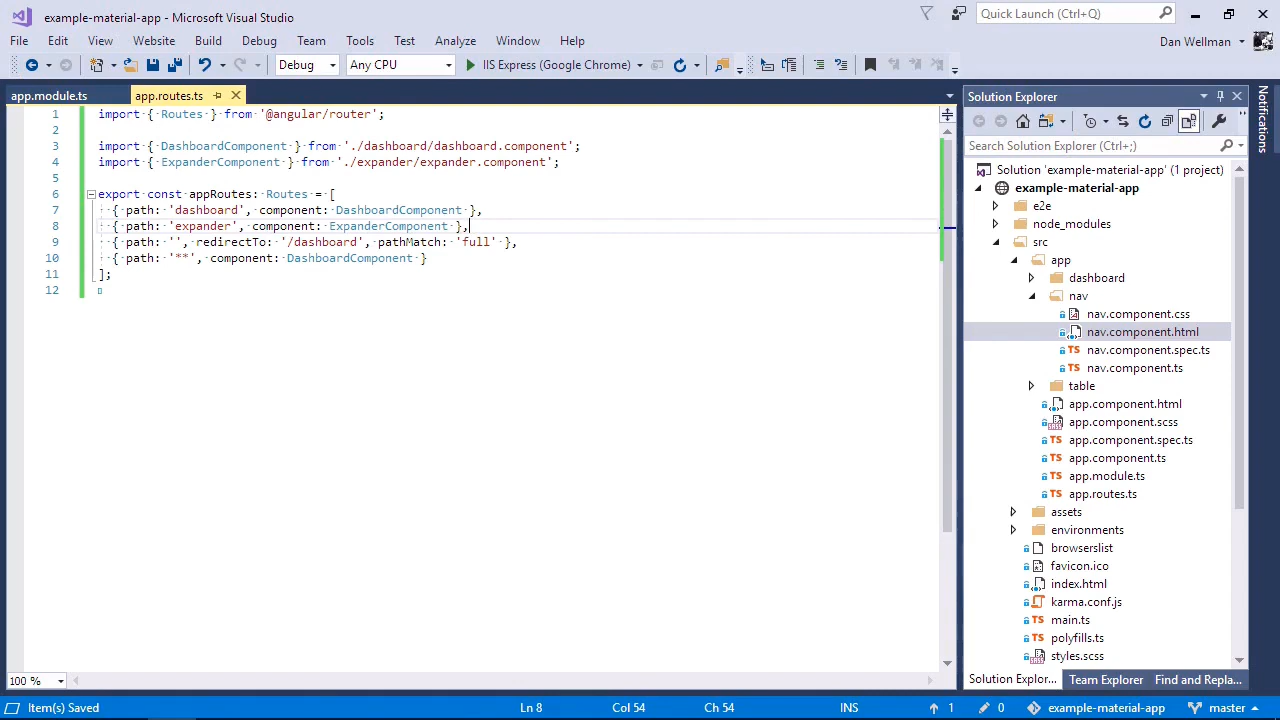 example-material-app - Microsoft Visual Studio
Quick Launch (Ctrl+Q)
File Edit View Website Build Debug Team Tools Test Analyze Window Help
Dan Wellman
Debug Any CPU IIS Express (Google Chrome)
app.module.ts app.routes.ts
1 import { Routes } from '@angular/router';
2
3 import { DashboardComponent } from './dashboard/dashboard.component';
4 import { ExpanderComponent } from './expander/expander.component';
5
6 export const appRoutes: Routes = [
7 { path: 'dashboard', component: DashboardComponent },
8 { path: 'expander', component: ExpanderComponent },
9 { path: '', redirectTo: '/dashboard', pathMatch: 'full' },
10 { path: '**', component: DashboardComponent }
11 ];
12
100 %
Solution Explorer
Search Solution Explorer (Ctrl+;)
Solution 'example-material-app' (1 project)
example-material-app
e2e
node_modules
src
app
dashboard
nav
nav.component.css
nav.component.html
nav.component.spec.ts
nav.component.ts
table
app.component.html
app.component.scss
app.component.spec.ts
app.component.ts
app.module.ts
app.routes.ts
assets
environments
browserslist
favicon.ico
index.html
karma.conf.js
main.ts
polyfills.ts
styles.scss
Solution Explor... Team Explorer Find and Repla...
Notifications
Item(s) Saved Ln 8 Col 54 Ch 54 INS 1 0 example-material-app master